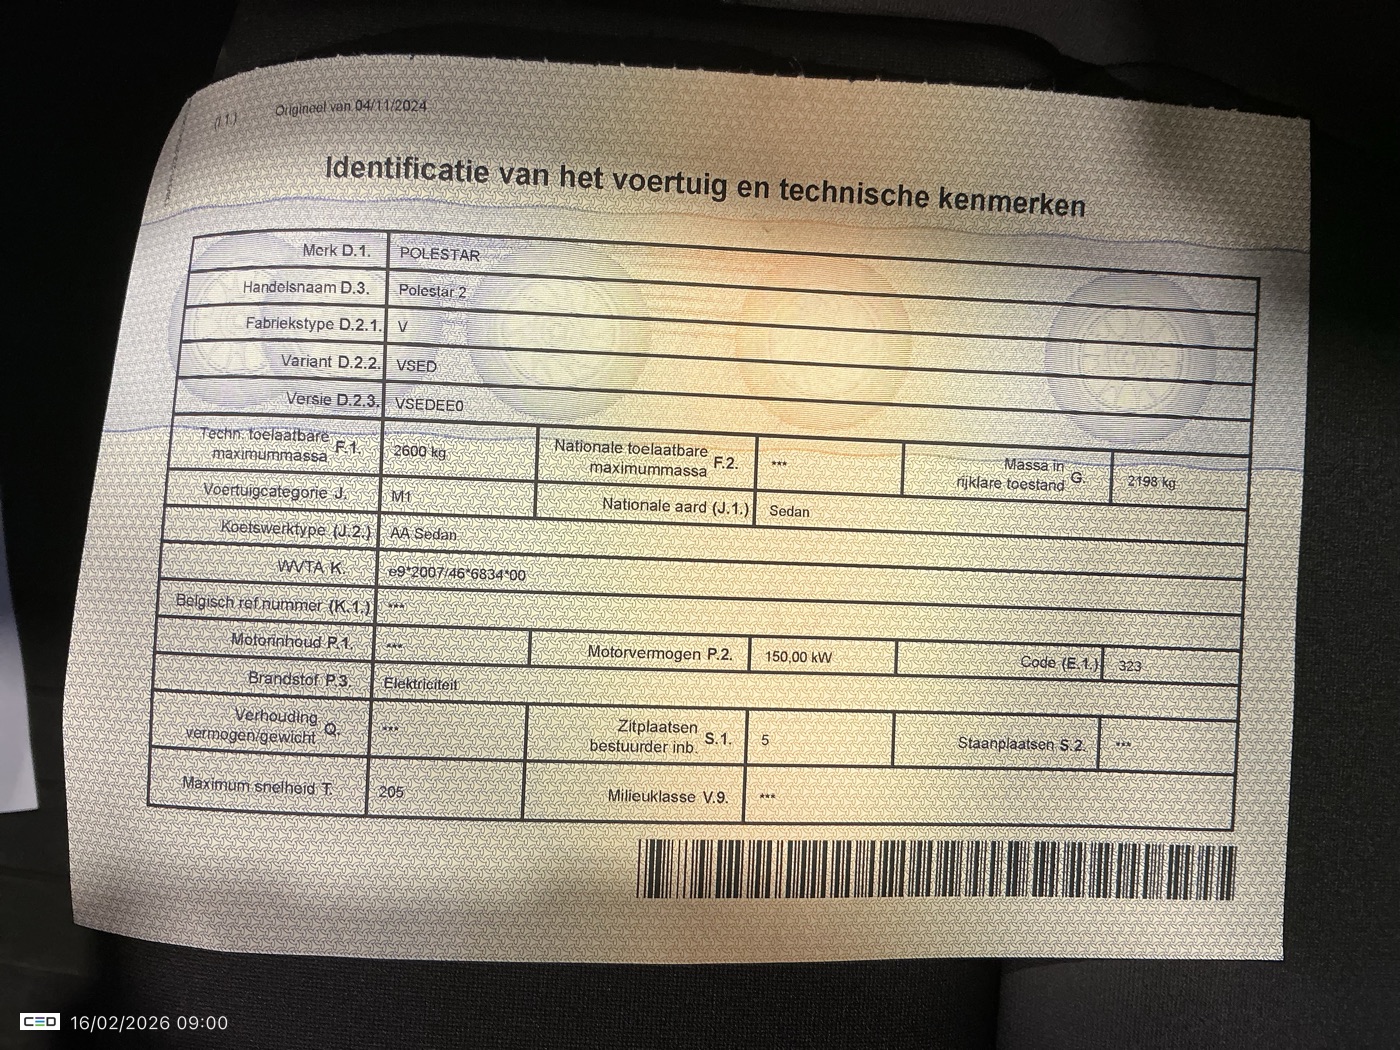 (I.1.) Origineel van 04/11/2024
Identificatie van het voertuig en technische kenmerken
Merk D.1. POLESTAR
Handelsnaam D.3. Polestar 2
Fabriekstype D.2.1. V
Variant D.2.2. VSED
Versie D.2.3. VSEDEE0
Techn. toelaatbare maximummassa F.1. 2600 kg Nationale toelaatbare maximummassa F.2. *** Massa in rijklare toestand G. 2198 kg
Voertuigcategorie J. M1 Nationale aard (J.1.) Sedan
Koetswerktype (J.2.) AA Sedan
WVTA K. e9*2007/46*6834*00
Belgisch ref.nummer (K.1.) ***
Motorinhoud P.1. *** Motorvermogen P.2. 150,00 kW Code (E.1.) 323
Brandstof P.3. Elektriciteit
Verhouding vermogen/gewicht Q. *** Zitplaatsen bestuurder inb. S.1. 5 Staanplaatsen S.2. ***
Maximum snelheid T. 205 Milieuklasse V.9. ***
CED 16/02/2026 09:00